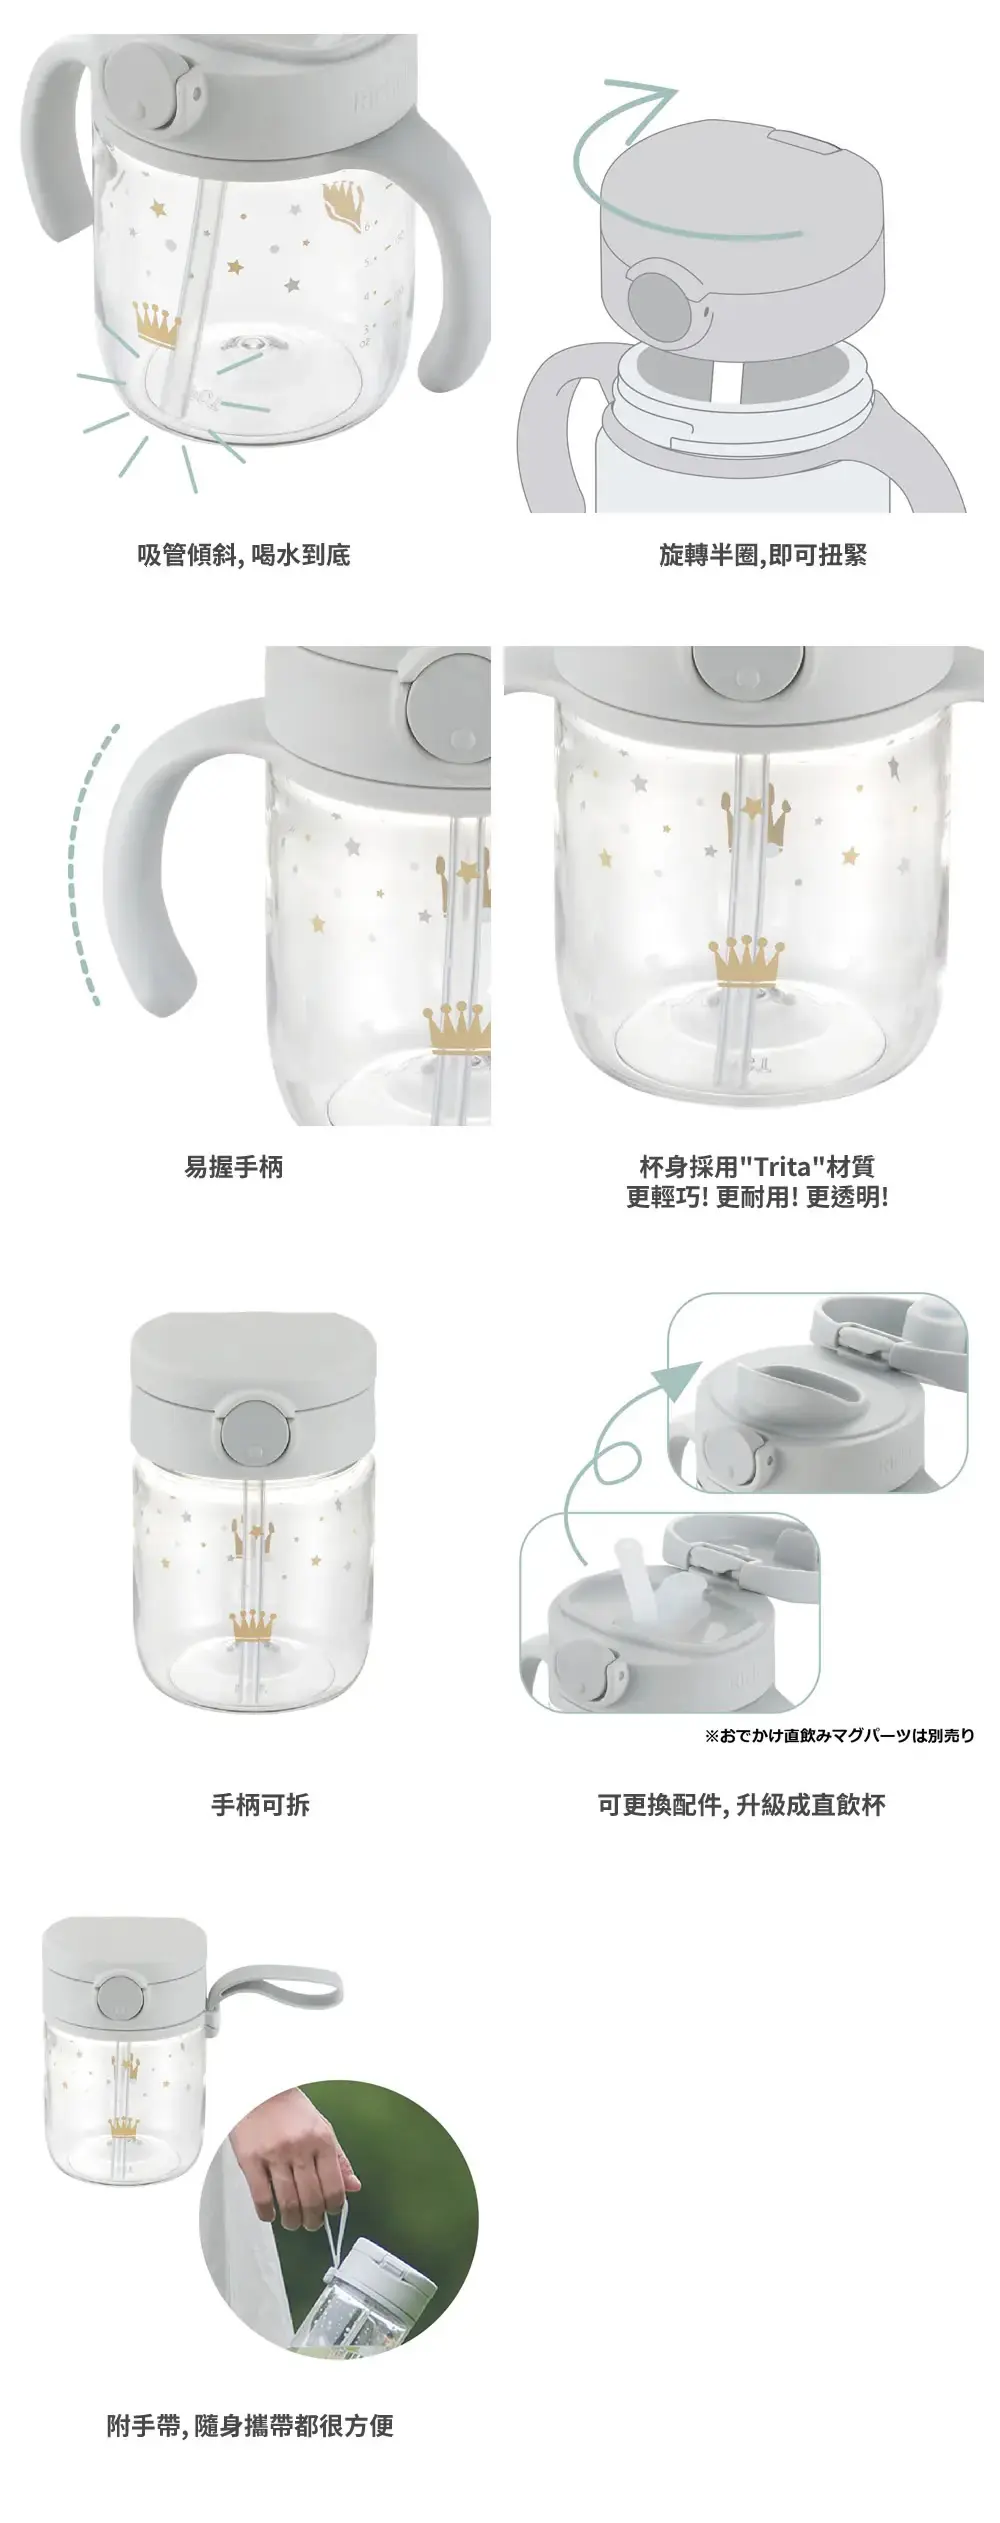 吸管傾斜, 喝水到底
旋轉半圈,即可扭緊
易握手柄
杯身採用"Trita"材質
更輕巧! 更耐用! 更透明!
※おでかけ直飲みマグパーツは別売り
手柄可拆
可更換配件, 升級成直飲杯
附手帶, 隨身攜帶都很方便